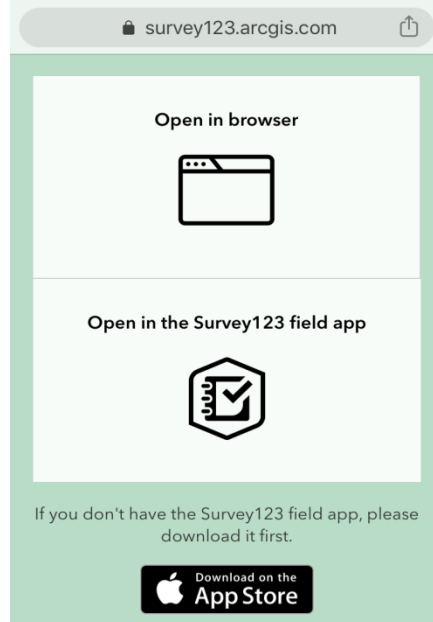 survey123.arcgis.com
Open in browser
Open in the Survey123 field app
If you don't have the Survey123 field app, please
download it first.
Download on the
App Store